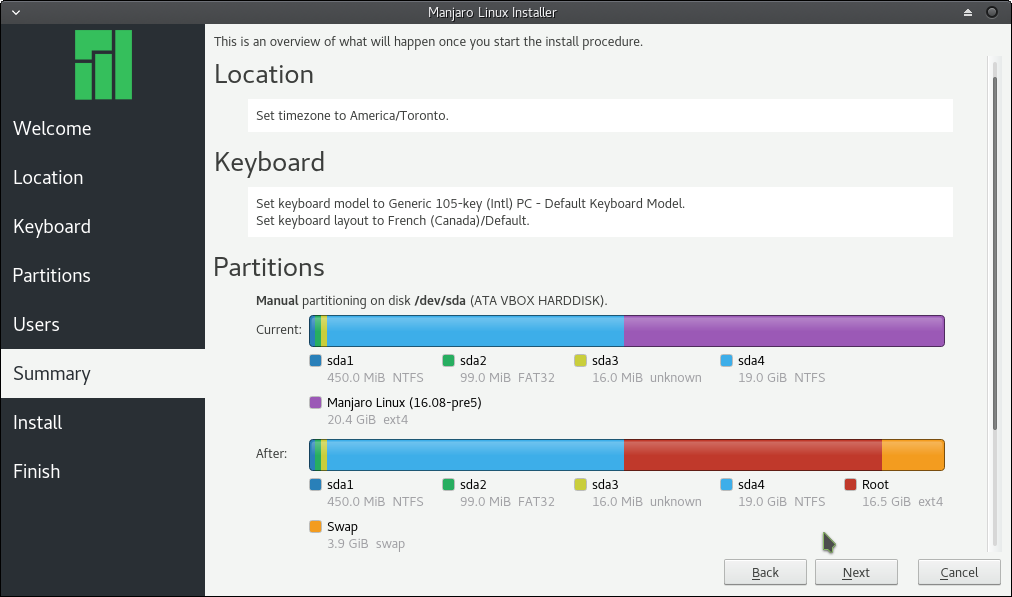 Manjaro Linux Installer
Welcome
Location
Keyboard
Partitions
Users
Summary
Install
Finish
This is an overview of what will happen once you start the install procedure.
Location
Set timezone to America/Toronto.
Keyboard
Set keyboard model to Generic 105-key (Intl) PC - Default Keyboard Model.
Set keyboard layout to French (Canada)/Default.
Partitions
Manual partitioning on disk /dev/sda (ATA VBOX HARDDISK).
Current:
sda1 sda2 sda3 sda4
450.0 MiB NTFS 99.0 MiB FAT32 16.0 MiB unknown 19.0 GiB NTFS
Manjaro Linux (16.08-pre5)
20.4 GiB ext4
After:
sda1 sda2 sda3 sda4 Root
450.0 MiB NTFS 99.0 MiB FAT32 16.0 MiB unknown 19.0 GiB NTFS 16.5 GiB ext4
Swap
3.9 GiB swap
Back Next Cancel